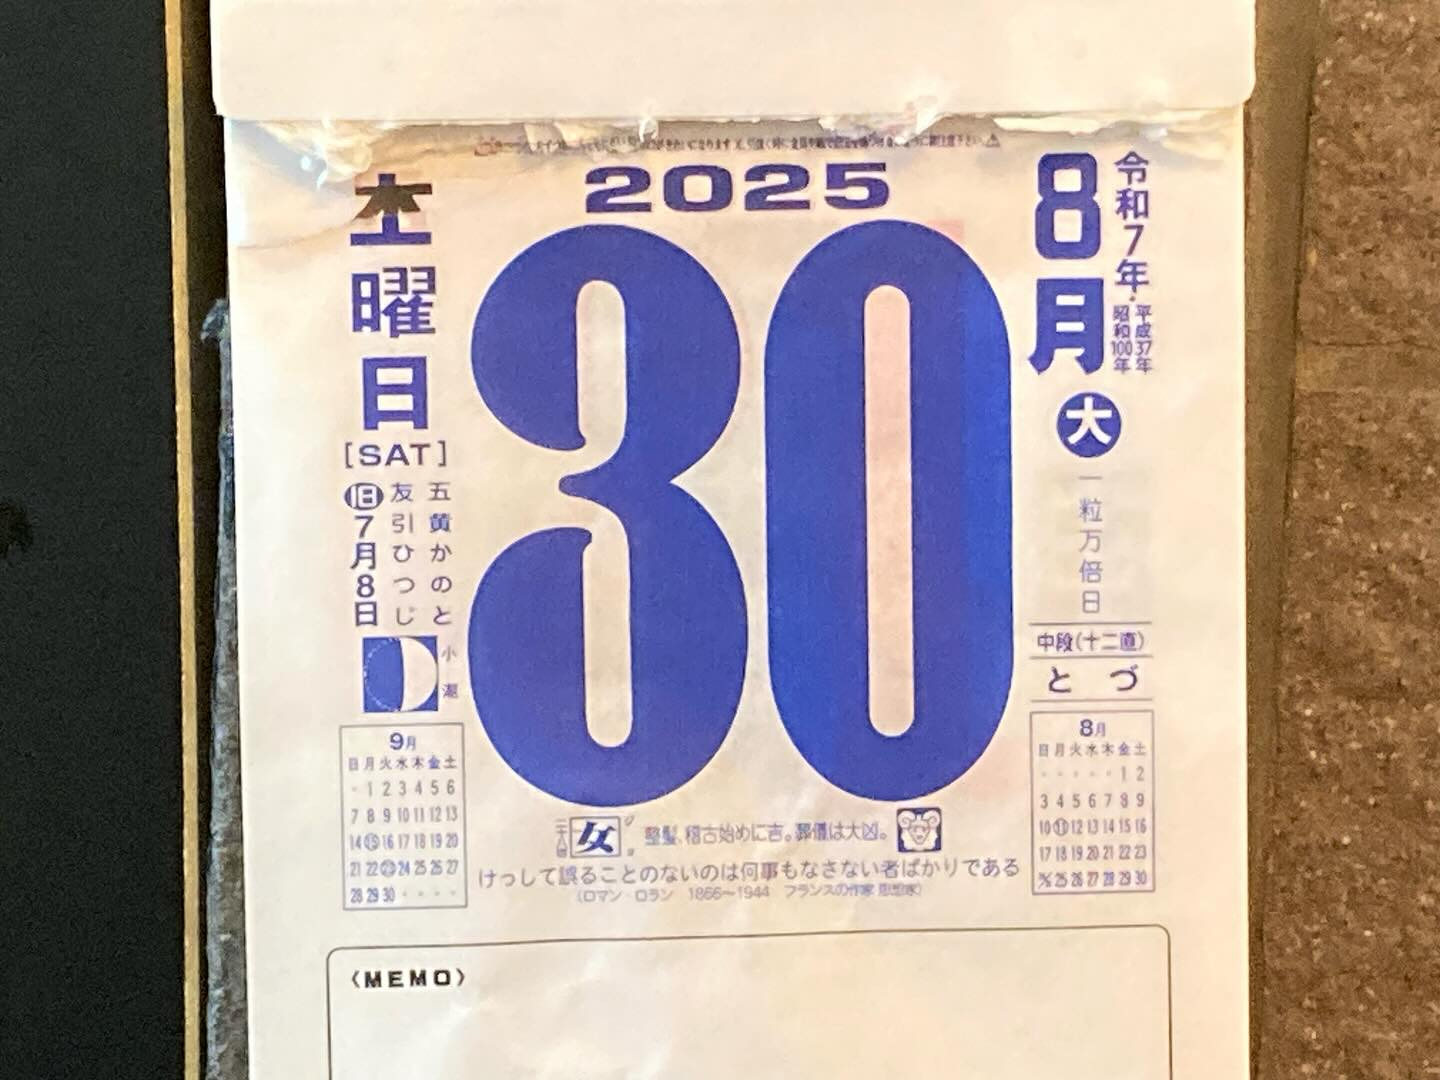 2025
土曜日
[SAT]
旧7月8日
友引ひつじ
五黄かのと
小潮
30
8月
令和7年・
平成37年
昭和100年
大
一粒万倍日
中段(十二直)
とづ
9月
日月火水木金土
・ 1 2 3 4 5 6
7 8 9 10 11 12 13
14 15 16 17 18 19 20
21 22 23 24 25 26 27
28 29 30 ・ ・ ・ ・
8月
日月火水木金土
・ ・ ・ ・ ・ 1 2
3 4 5 6 7 8 9
10 11 12 13 14 15 16
17 18 19 20 21 22 23
24/31 25 26 27 28 29 30
二十八宿 女
整髪、稽古始めに吉。葬儀は大凶。
けっして誤ることのないのは何事もなさない者ばかりである
(ロマン・ロラン 1866～1944 フランスの作家 思想家)
〈MEMO〉